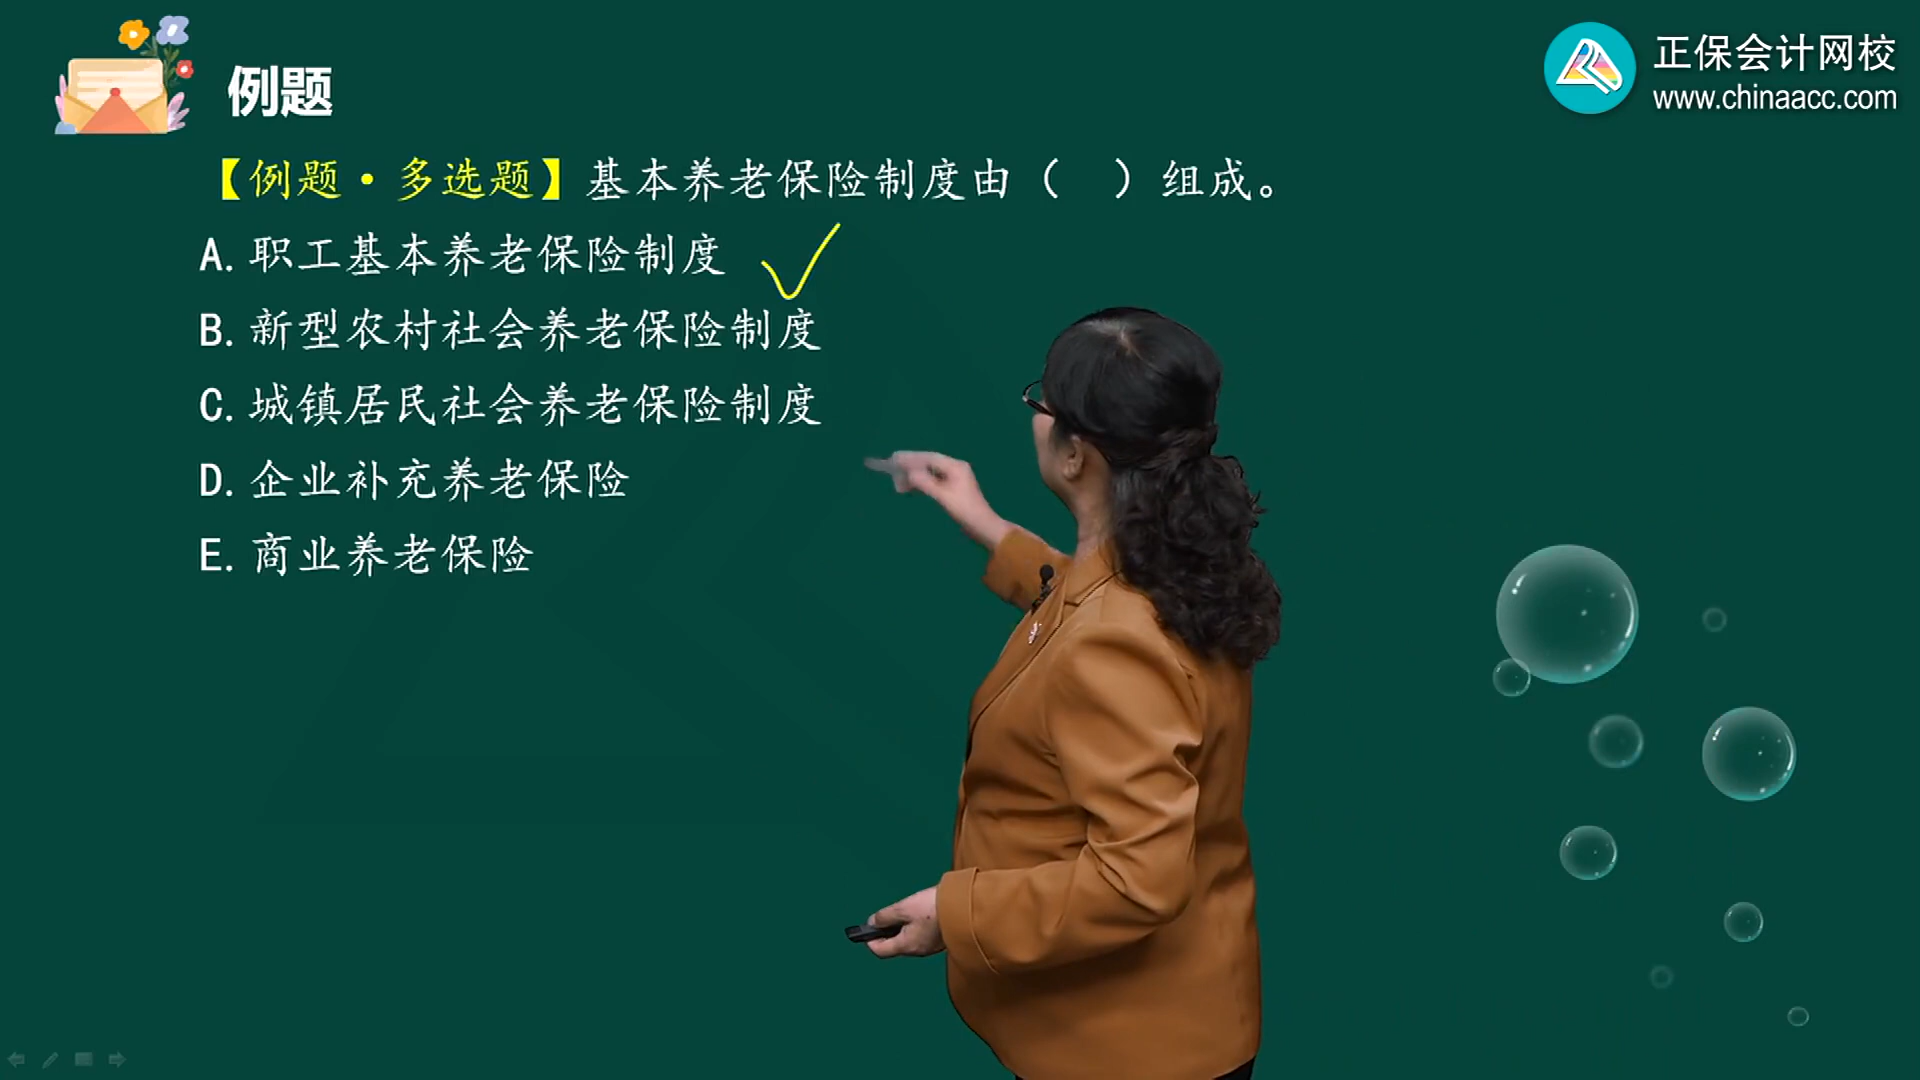 正保会计网校
www.chinaacc.com
例题
【例题·多选题】基本养老保险制度由（ ）组成。
A. 职工基本养老保险制度
B. 新型农村社会养老保险制度
C. 城镇居民社会养老保险制度
D. 企业补充养老保险
E. 商业养老保险